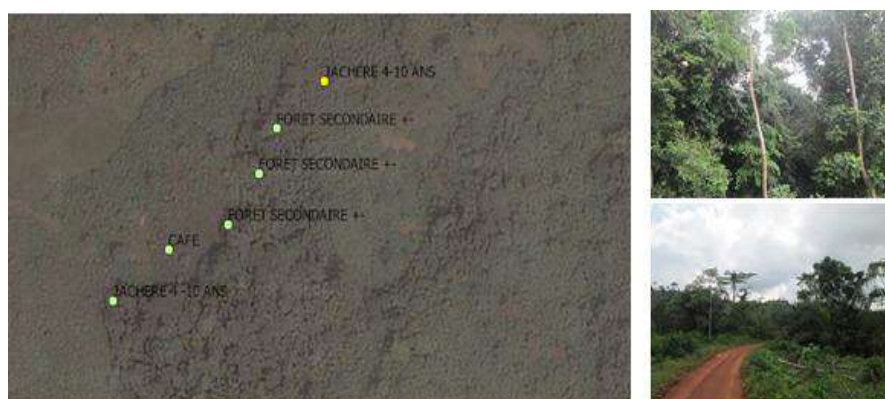 JACHERE 4-10 ANS
FORET SECONDAIRE +-
FORET SECONDAIRE +-
FORET SECONDAIRE +-
CAFE
JACHERE 4-10 ANS